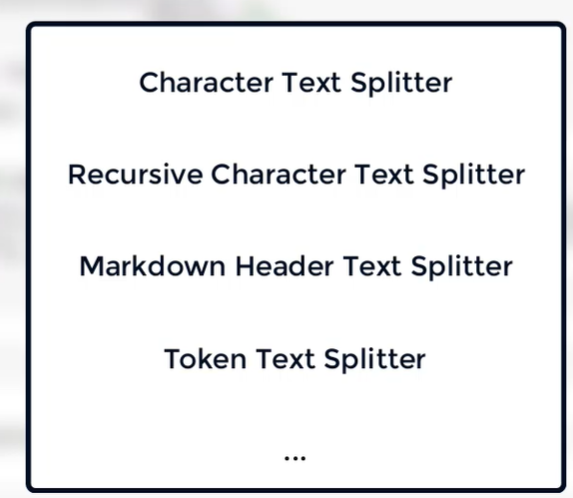 Character Text Splitter
Recursive Character Text Splitter
Markdown Header Text Splitter
Token Text Splitter
...